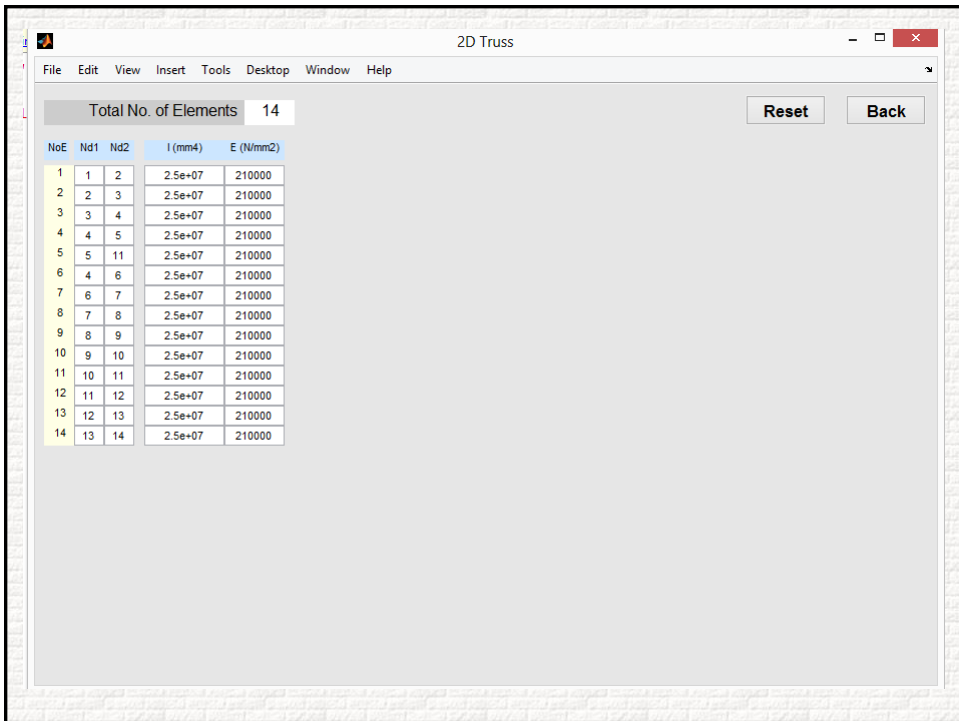 2D Truss
File Edit View Insert Tools Desktop Window Help
Total No. of Elements 14 Reset Back
NoE Nd1 Nd2 I (mm4) E (N/mm2)
1 1 2 2.5e+07 210000
2 2 3 2.5e+07 210000
3 3 4 2.5e+07 210000
4 4 5 2.5e+07 210000
5 5 11 2.5e+07 210000
6 4 6 2.5e+07 210000
7 6 7 2.5e+07 210000
8 7 8 2.5e+07 210000
9 8 9 2.5e+07 210000
10 9 10 2.5e+07 210000
11 10 11 2.5e+07 210000
12 11 12 2.5e+07 210000
13 12 13 2.5e+07 210000
14 13 14 2.5e+07 210000